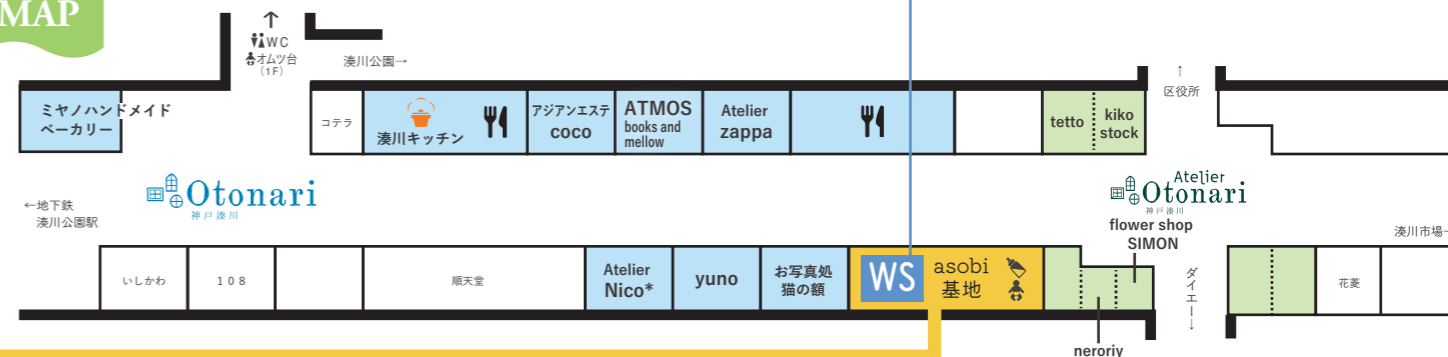 MAP
↑
WC
オムツ台
(1F)
湊川公園→
↑
区役所
ミヤノハンドメイド
ベーカリー
コテラ
湊川キッチン
アジアンエステ
coco
ATMOS
books and
mellow
Atelier
zappa
tetto
kiko
stock
←地下鉄
湊川公園駅
Otonari
神戸湊川
Atelier
Otonari
神戸湊川
flower shop
SIMON
湊川市場→
いしかわ
108
順天堂
Atelier
Nico*
yuno
お写真処
猫の額
WS
asobi
基地
ダイエー→
花菱
neroriy